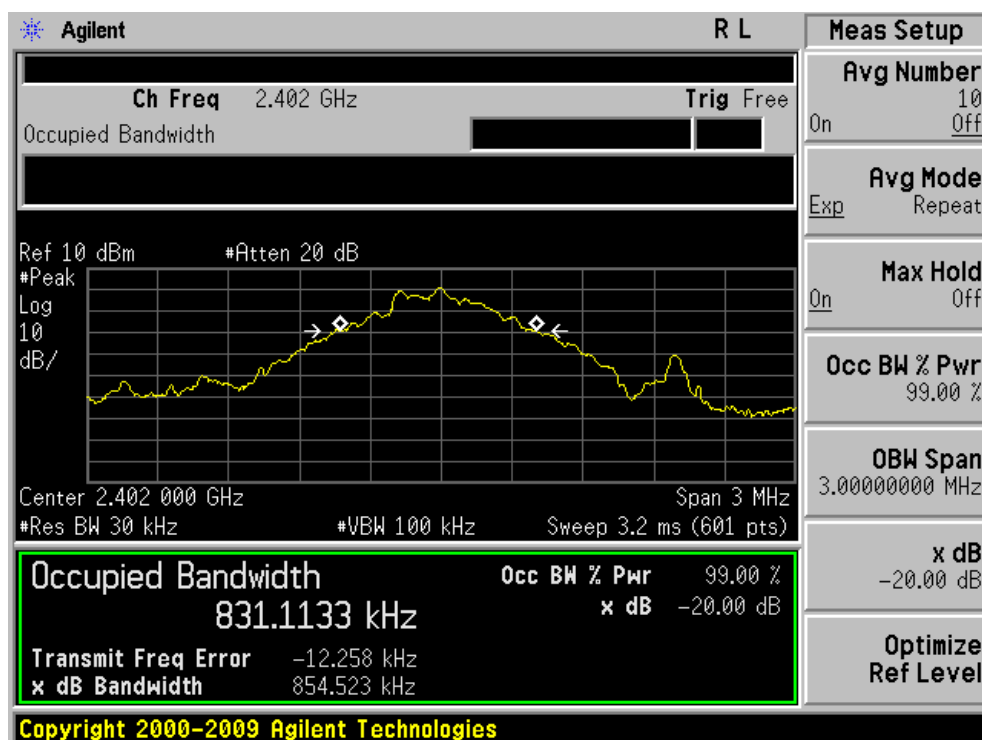 Agilent R L
Ch Freq 2.402 GHz Trig Free
Occupied Bandwidth
Ref 10 dBm #Atten 20 dB
#Peak
Log
10
dB/
Center 2.402 000 GHz Span 3 MHz
#Res BW 30 kHz #VBW 100 kHz Sweep 3.2 ms (601 pts)
Occupied Bandwidth Occ BW % Pwr 99.00 %
831.1133 kHz x dB -20.00 dB
Transmit Freq Error -12.258 kHz
x dB Bandwidth 854.523 kHz
Copyright 2000-2009 Agilent Technologies
Meas Setup
Avg Number
10
On Off
Avg Mode
Exp Repeat
Max Hold
On Off
Occ BW % Pwr
99.00 %
OBW Span
3.00000000 MHz
x dB
-20.00 dB
Optimize
Ref Level